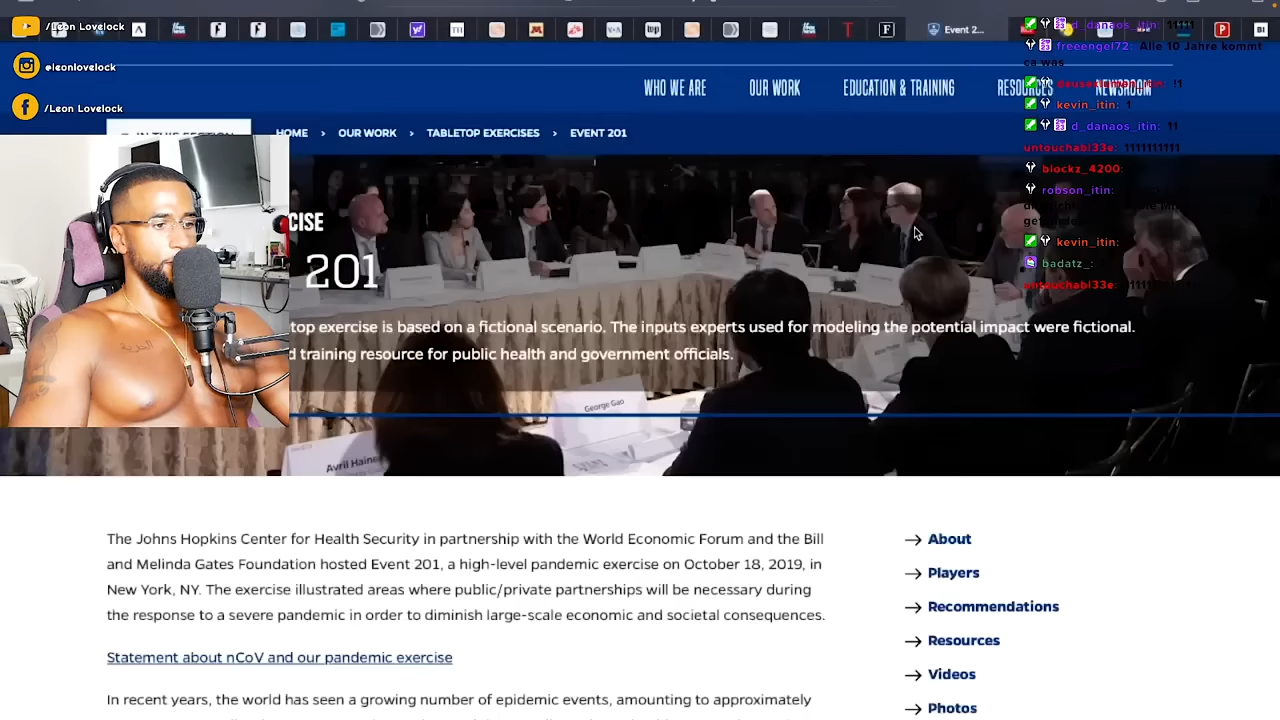 /Leon Lovelock
Event 2...
@leonlovelock
/Leon Lovelock
WHO WE ARE
OUR WORK
EDUCATION & TRAINING
RESOURCES
NEWSROOM
IN THIS SECTION
HOME > OUR WORK > TABLETOP EXERCISES > EVENT 201
d_danaos_itin: 11111
freeengel72: Alle 10 Jahre kommt
ca was
!1
kevin_itin: 1
d_danaos_itin: 11
untouchabl33e: 1111111111
blockz_4200:
robson_itin:
kevin_itin:
badatz_:
untouchabl33e:
CISE
201
top exercise is based on a fictional scenario. The inputs experts used for modeling the potential impact were fictional.
d training resource for public health and government officials.
George Gao
Avril Haine
The Johns Hopkins Center for Health Security in partnership with the World Economic Forum and the Bill
and Melinda Gates Foundation hosted Event 201, a high-level pandemic exercise on October 18, 2019, in
New York, NY. The exercise illustrated areas where public/private partnerships will be necessary during
the response to a severe pandemic in order to diminish large-scale economic and societal consequences.
Statement about nCoV and our pandemic exercise
In recent years, the world has seen a growing number of epidemic events, amounting to approximately
→ About
→ Players
→ Recommendations
→ Resources
→ Videos
→ Photos